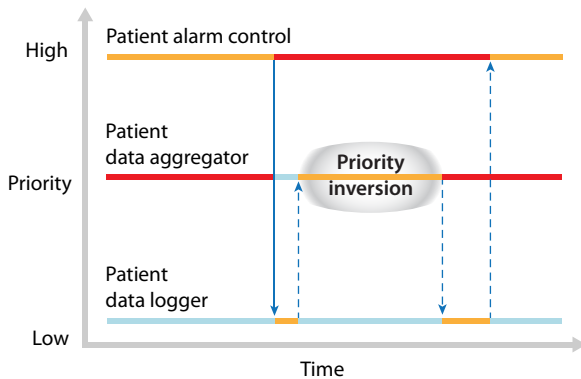 High
Patient alarm control
Patient
data aggregator
Priority
inversion
Priority
Patient
data logger
Low
Time